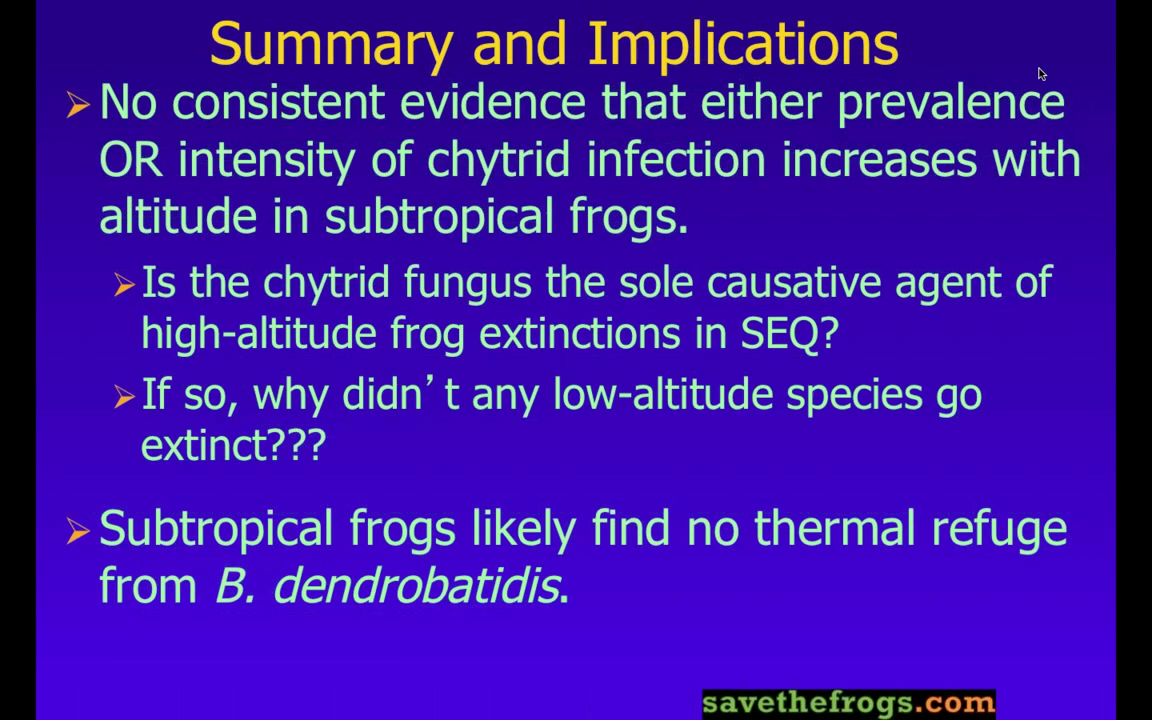 Summary and Implications
No consistent evidence that either prevalence
OR intensity of chytrid infection increases with
altitude in subtropical frogs.
Is the chytrid fungus the sole causative agent of
high-altitude frog extinctions in SEQ?
If so, why didn’t any low-altitude species go
extinct???
Subtropical frogs likely find no thermal refuge
from B. dendrobatidis.
savethefrogs.com